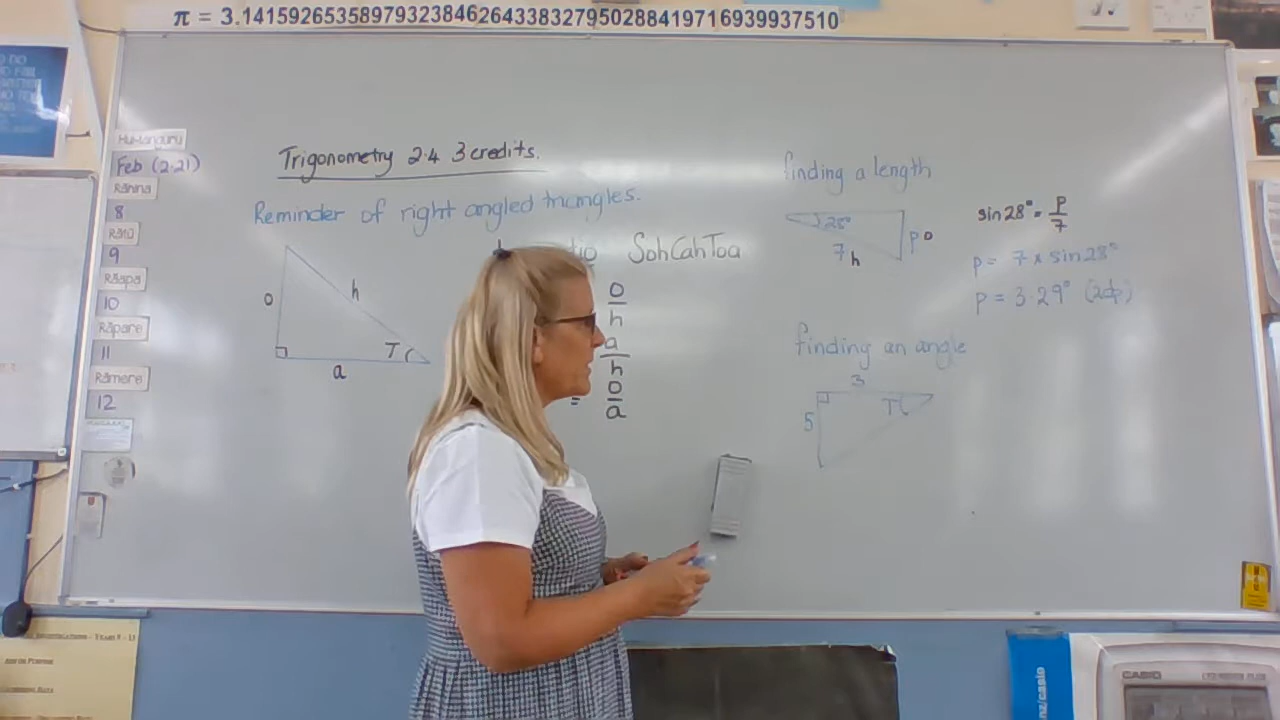 π = 3.14159265358979323846264338327950288419716939937510
Feb (2.21)
Rāhina
8
Rātū
9
Rāapa
10
Rāpare
11
Rāmere
12
Trigonometry 2.4 3 credits.
Reminder of right angled triangles.
o
h
a
T
SohCahToa
o
h
a
h
=
o
a
finding a length
28°
7
h
p o
sin 28° = p/7
p = 7 x sin 28°
p = 3.29° (2dp)
finding an angle
3
5
T
CASIO
nz/casio